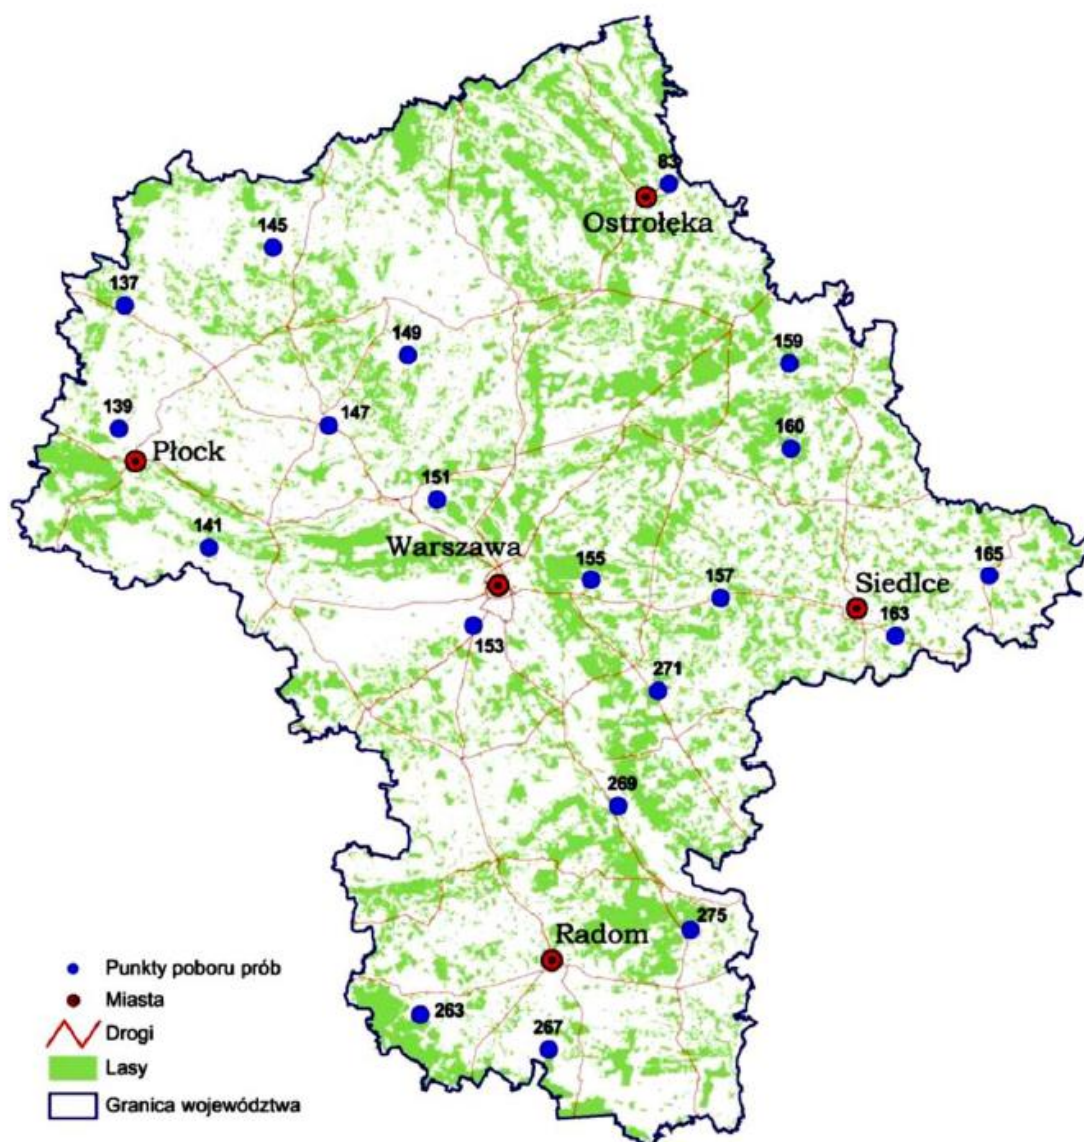 83
Ostrołęka
145
137
149
159
139
147
160
Płock
151
141
Warszawa
155
165
157
Siedlce
163
153
271
269
275
Radom
Punkty poboru prób
Miasta
263
Drogi
267
Lasy
Granica województwa